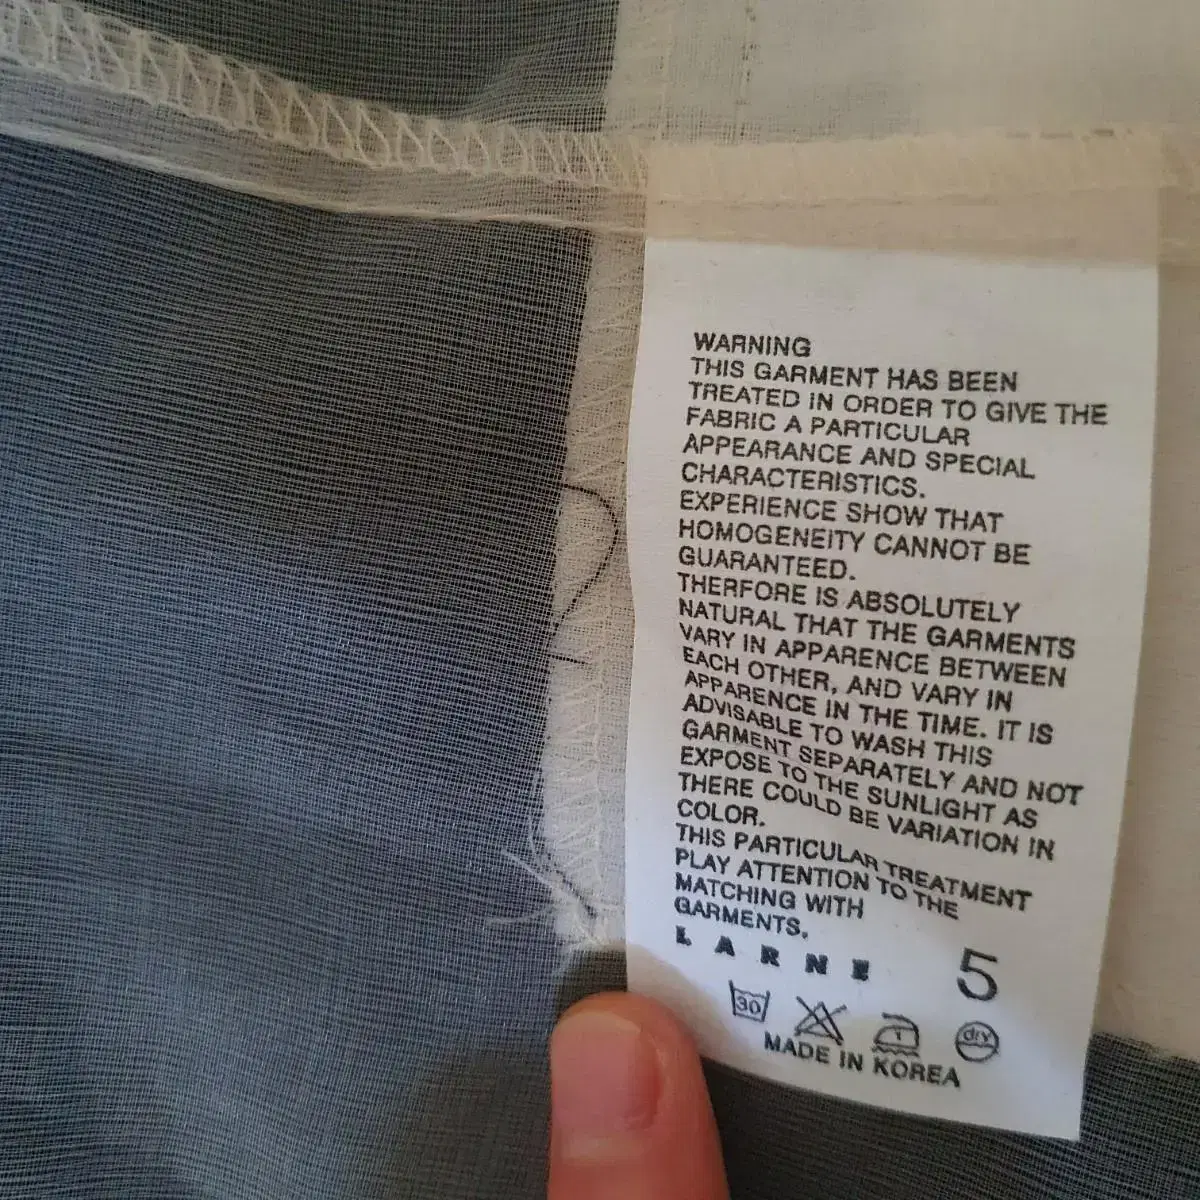 WARNING
THIS GARMENT HAS BEEN
TREATED IN ORDER TO GIVE THE
FABRIC A PARTICULAR
APPEARANCE AND SPECIAL
CHARACTERISTICS.
EXPERIENCE SHOW THAT
HOMOGENEITY CANNOT BE
GUARANTEED.
THERFORE IS ABSOLUTELY
NATURAL THAT THE GARMENTS
VARY IN APPARENCE BETWEEN
EACH OTHER, AND VARY IN
APPARENCE IN THE TIME. IT IS
ADVISABLE TO WASH THIS
GARMENT SEPARATELY AND NOT
EXPOSE TO THE SUNLIGHT AS
THERE COULD BE VARIATION IN
COLOR.
THIS PARTICULAR TREATMENT
PLAY ATTENTION TO THE
MATCHING WITH
GARMENTS.
LARNE 5
30 dry
MADE IN KOREA